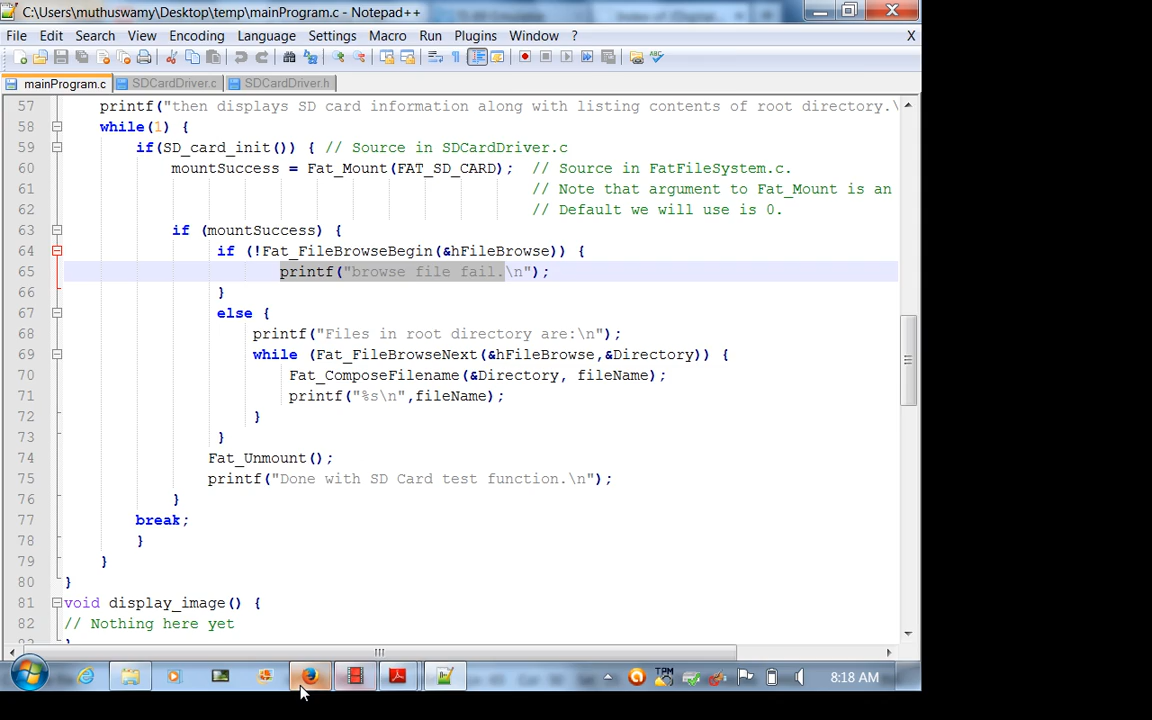 C:\Users\muthuswamy\Desktop\temp\mainProgram.c - Notepad++
File Edit Search View Encoding Language Settings Macro Run Plugins Window ? X
mainProgram.c SDCardDriver.c SDCardDriver.h
57 printf("then displays SD card information along with listing contents of root directory.\
58 while(1) {
59 if(SD_card_init()) { // Source in SDCardDriver.c
60 mountSuccess = Fat_Mount(FAT_SD_CARD); // Source in FatFileSystem.c.
61 // Note that argument to Fat_Mount is an
62 // Default we will use is 0.
63 if (mountSuccess) {
64 if (!Fat_FileBrowseBegin(&hFileBrowse)) {
65 printf("browse file fail.\n");
66 }
67 else {
68 printf("Files in root directory are:\n");
69 while (Fat_FileBrowseNext(&hFileBrowse,&Directory)) {
70 Fat_ComposeFilename(&Directory, fileName);
71 printf("%s\n",fileName);
72 }
73 }
74 Fat_Unmount();
75 printf("Done with SD Card test function.\n");
76 }
77 break;
78 }
79 }
80 }
81 void display_image() {
82 // Nothing here yet
8:18 AM